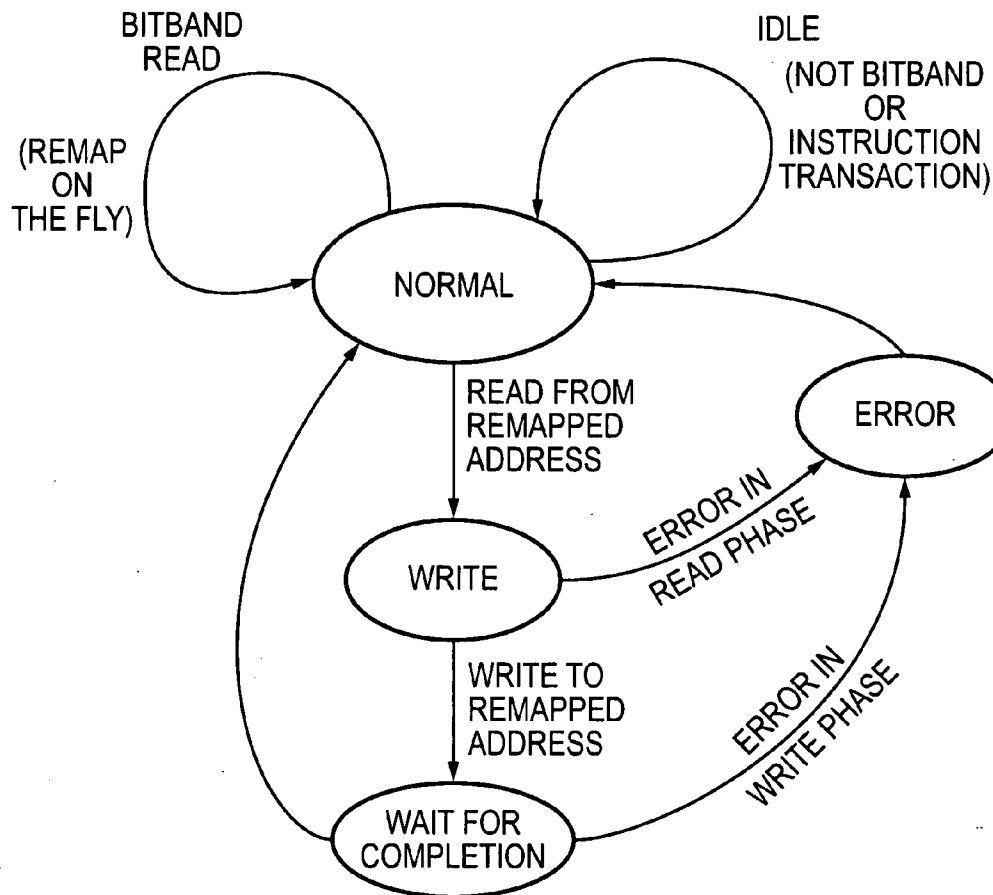 BITBAND
READ
IDLE
(NOT BITBAND
OR
INSTRUCTION
TRANSACTION)
(REMAP
ON
THE FLY)
NORMAL
READ FROM
REMAPPED
ADDRESS
ERROR
ERROR IN
READ PHASE
WRITE
WRITE TO
REMAPPED
ADDRESS
ERROR IN
WRITE PHASE
WAIT FOR
COMPLETION